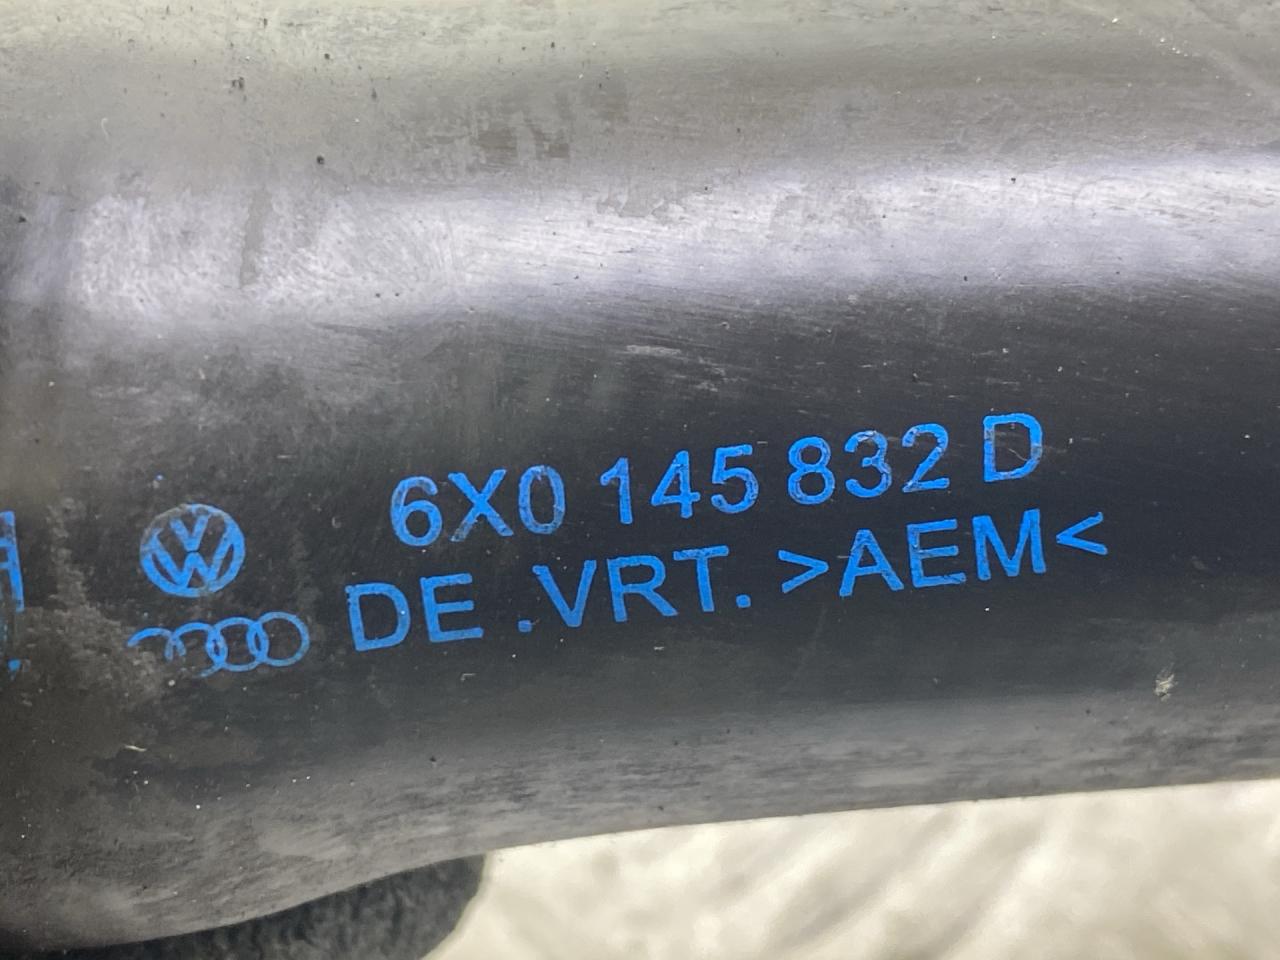 6X0 145 832 D
DE .VRT. >AEM<